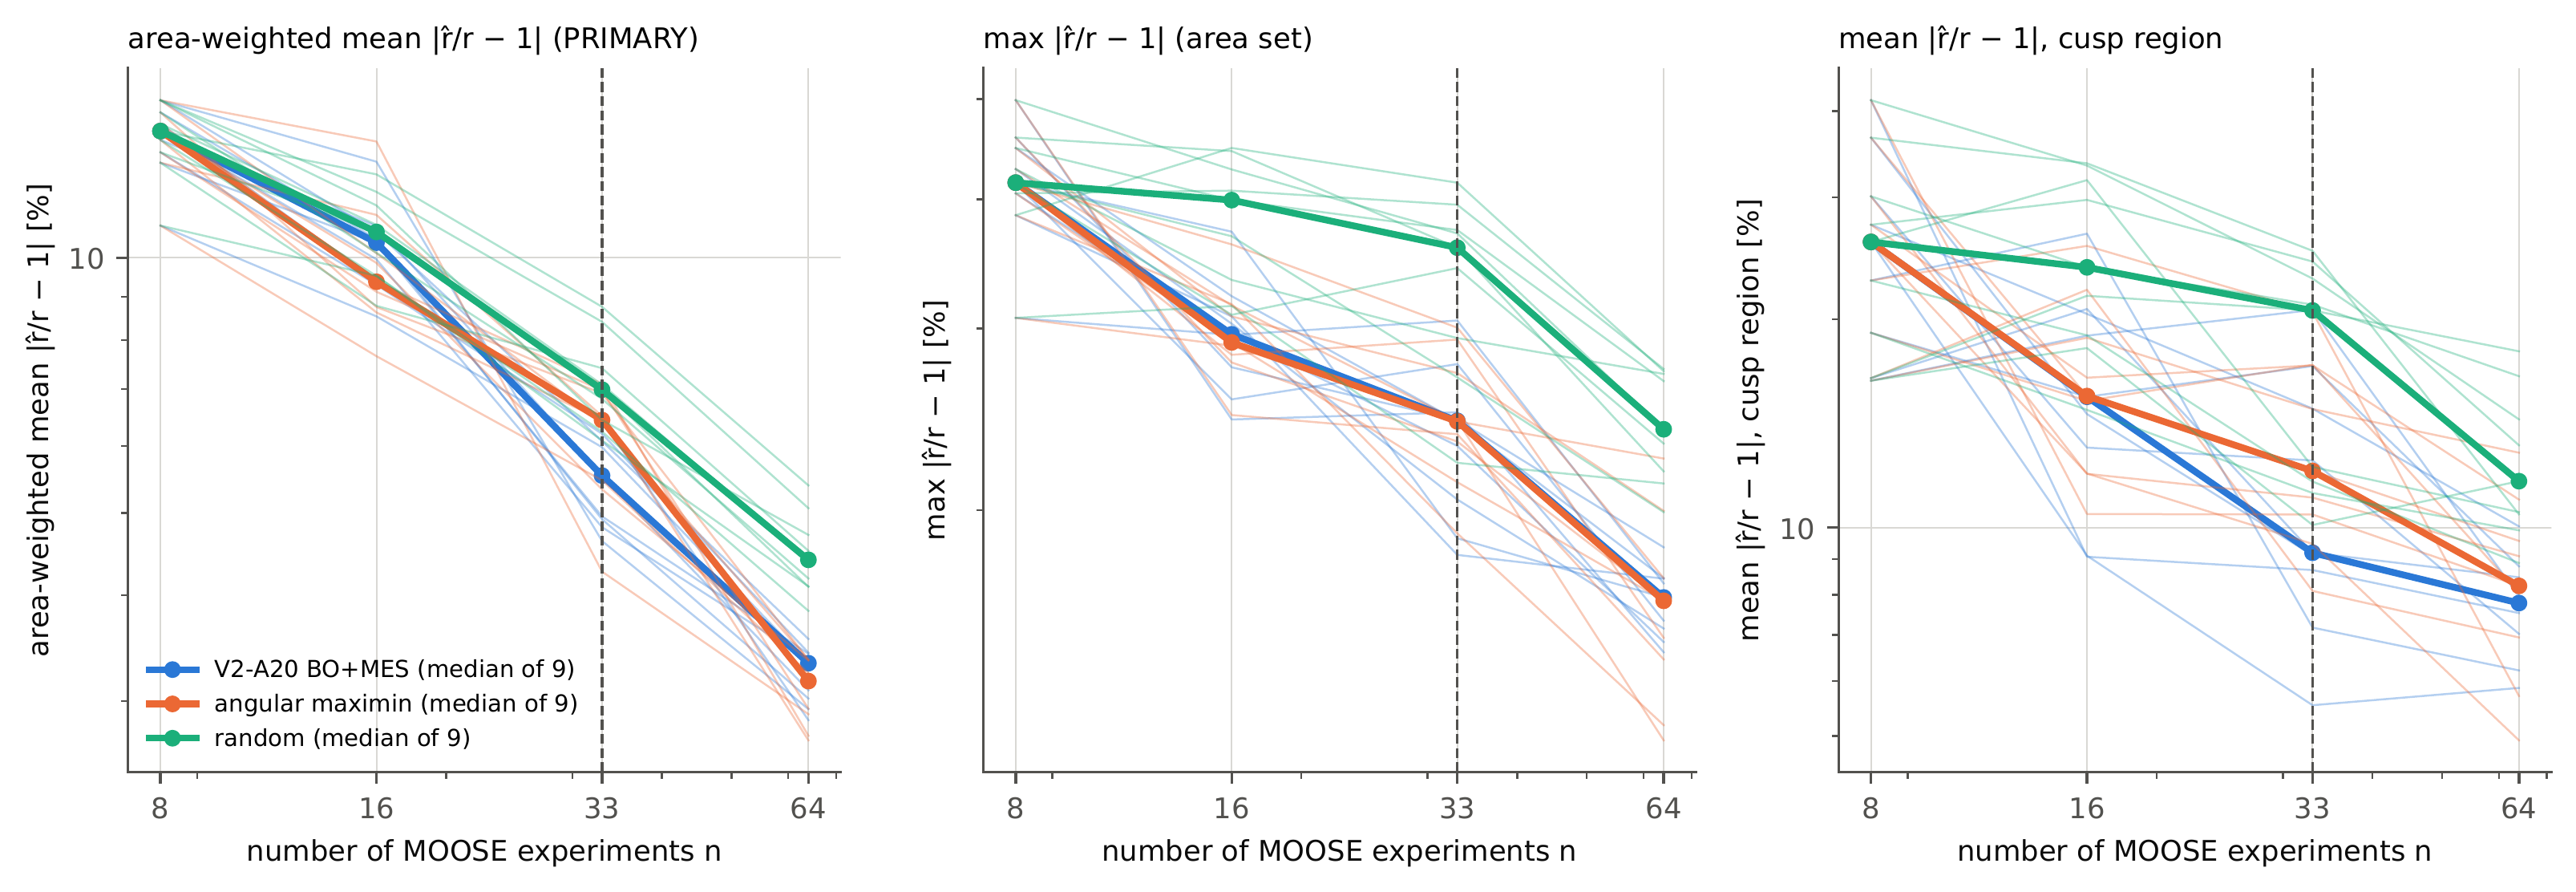 area-weighted mean |r̂/r − 1| (PRIMARY)
area-weighted mean |r̂/r − 1| [%]
10
V2-A20 BO+MES (median of 9)
angular maximin (median of 9)
random (median of 9)
8 16 33 64
number of MOOSE experiments n
max |r̂/r − 1| (area set)
max |r̂/r − 1| [%]
8 16 33 64
number of MOOSE experiments n
mean |r̂/r − 1|, cusp region
mean |r̂/r − 1|, cusp region [%]
10
8 16 33 64
number of MOOSE experiments n